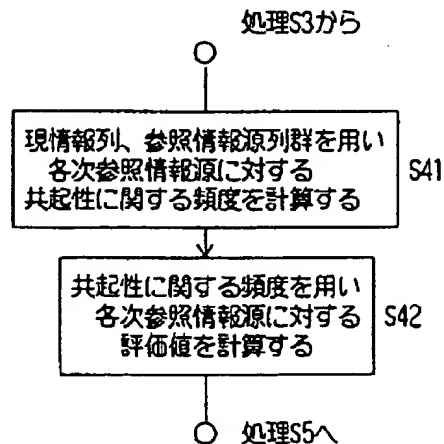 処理S3から
現情報列、参照情報源列群を用い
各次参照情報源に対する
共起性に関する頻度を計算する
S41
共起性に関する頻度を用い
各次参照情報源に対する
評価値を計算する
S42
処理S5へ